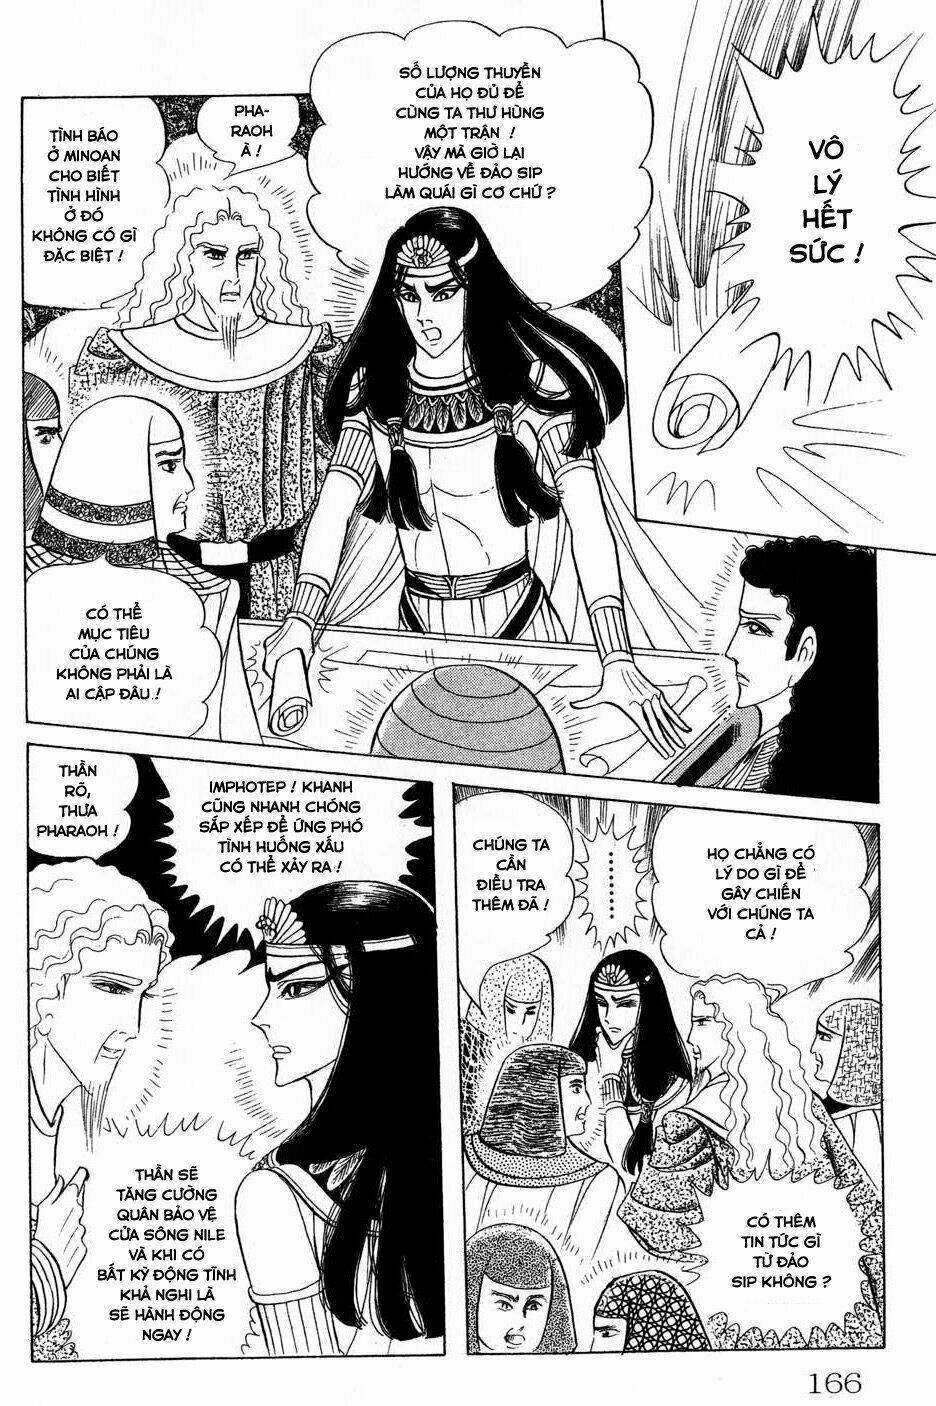 VÔ
LÝ
HẾT
SỨC !
SỐ LƯỢNG THUYỀN
CỦA HỌ ĐỦ ĐỂ
CÙNG TA THƯ HÙNG
MỘT TRẬN !
VẬY MÀ GIỜ LẠI
HƯỚNG VỀ ĐẢO SIP
LÀM QUÁI GÌ CƠ CHỨ ?
PHA-
RAOH
À !
TÌNH BÁO
Ở MINOAN
CHO BIẾT
TÌNH HÌNH
Ở ĐÓ
KHÔNG CÓ GÌ
ĐẶC BIỆT !
CÓ THỂ
MỤC TIÊU
CỦA CHÚNG
KHÔNG PHẢI LÀ
AI CẬP ĐÂU !
HỌ CHẲNG CÓ
LÝ DO GÌ ĐỂ
GÂY CHIẾN
VỚI CHÚNG TA
CẢ !
..........
CHÚNG TA
CẦN
ĐIỀU TRA
THÊM ĐÃ !
CÓ THÊM
TIN TỨC GÌ
TỪ ĐẢO
SIP KHÔNG ?
IMPHOTEP ! KHANH
CŨNG NHANH CHÓNG
SẮP XẾP ĐỂ ỨNG PHÓ
TÌNH HUỐNG XẤU
CÓ THỂ XẢY RA !
THẦN
RÕ,
THƯA
PHARAOH !
THẦN SẼ
TĂNG CƯỜNG
QUÂN BẢO VỆ
CỬA SÔNG NILE
VÀ KHI CÓ
BẤT KỲ ĐỘNG TĨNH
KHẢ NGHI LÀ
SẼ HÀNH ĐỘNG
NGAY !
166